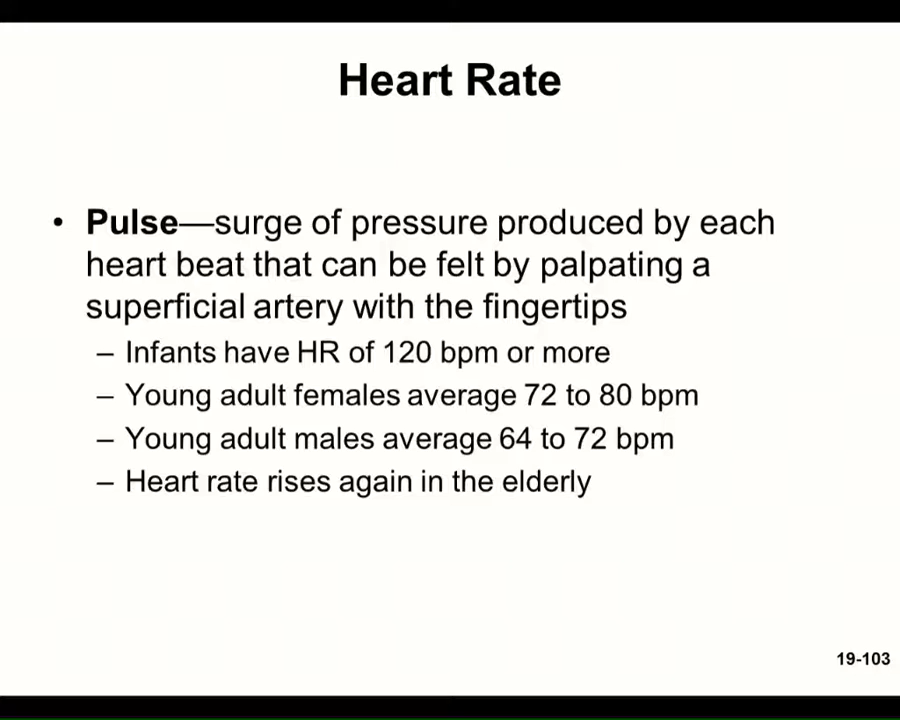 Heart Rate
• Pulse—surge of pressure produced by each
heart beat that can be felt by palpating a
superficial artery with the fingertips
– Infants have HR of 120 bpm or more
– Young adult females average 72 to 80 bpm
– Young adult males average 64 to 72 bpm
– Heart rate rises again in the elderly
19-103